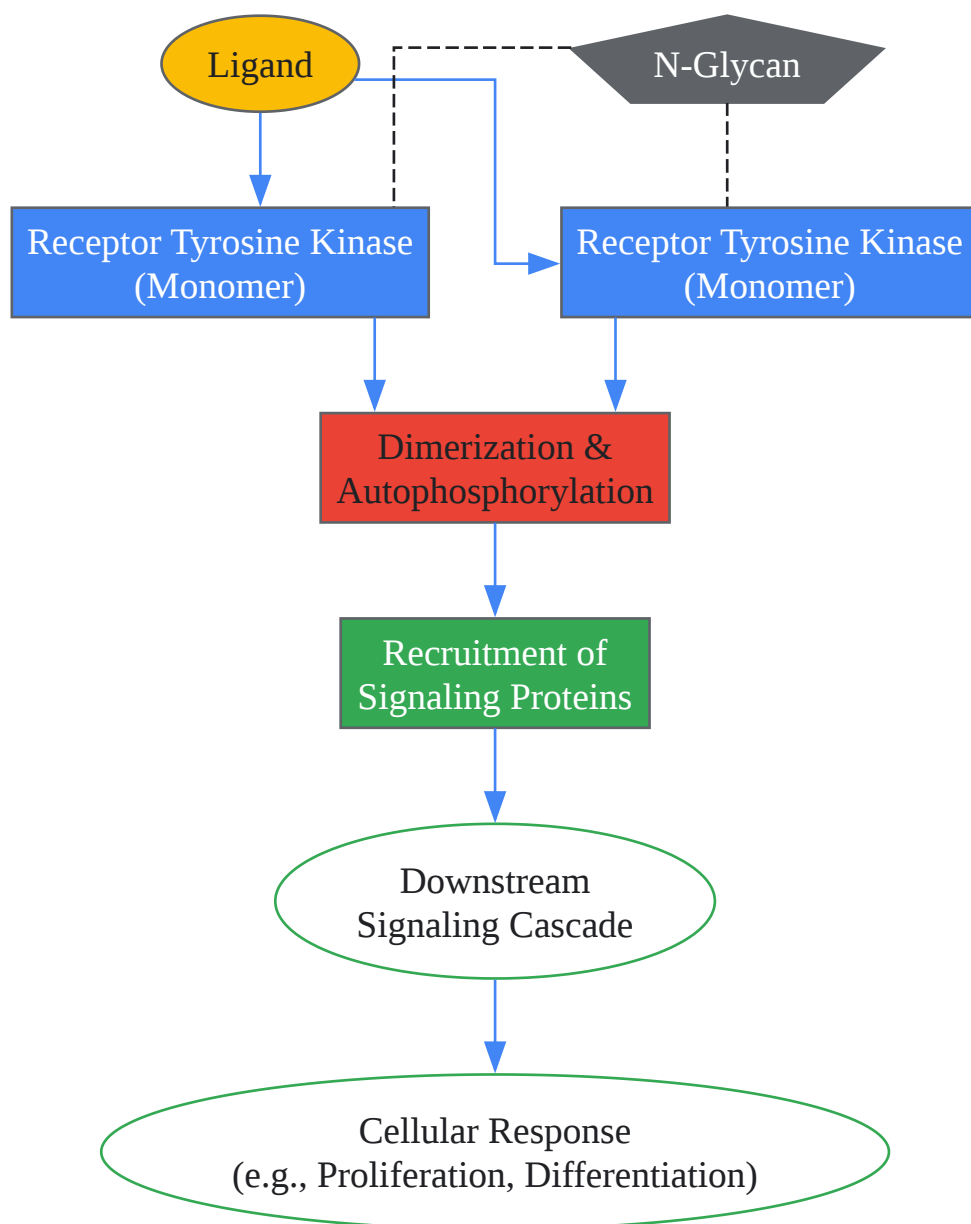 Ligand
N-Glycan
Receptor Tyrosine Kinase
(Monomer)
Receptor Tyrosine Kinase
(Monomer)
Dimerization &
Autophosphorylation
Recruitment of
Signaling Proteins
Downstream
Signaling Cascade
Cellular Response
(e.g., Proliferation, Differentiation)